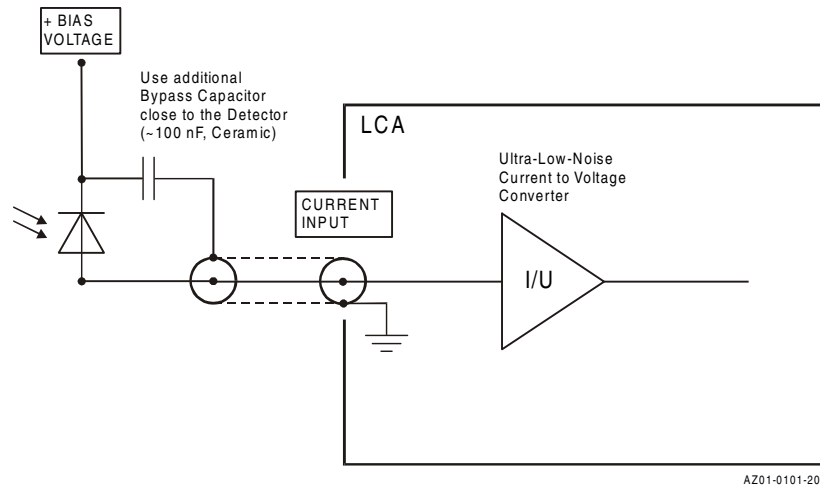 + BIAS
VOLTAGE
Use additional
Bypass Capacitor
close to the Detector
(~100 nF, Ceramic)
LCA
Ultra-Low-Noise
Current to Voltage
Converter
CURRENT
INPUT
I/U
AZ01-0101-20